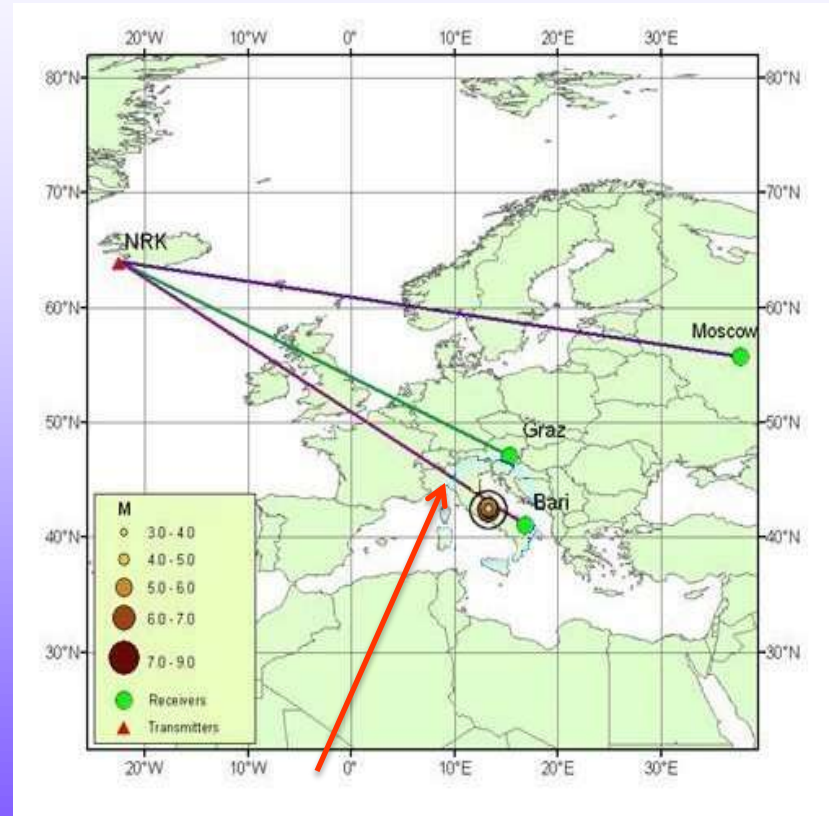 20°W 10°W 0° 10°E 20°E 30°E
80°N 80°N
70°N 70°N
NRK
60°N 60°N
Moscow
50°N 50°N
Graz
Bari
40°N 40°N
30°N 30°N
M
3.0 - 4.0
4.0 - 5.0
5.0 - 6.0
6.0 - 7.0
7.0 - 9.0
Receivers
Transmitters
20°W 10°W 0° 10°E 20°E 30°E